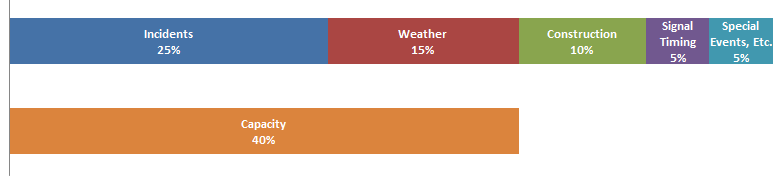 Incidents
25%
Weather
15%
Construction
10%
Signal
Timing
5%
Special
Events, Etc.
5%
Capacity
40%